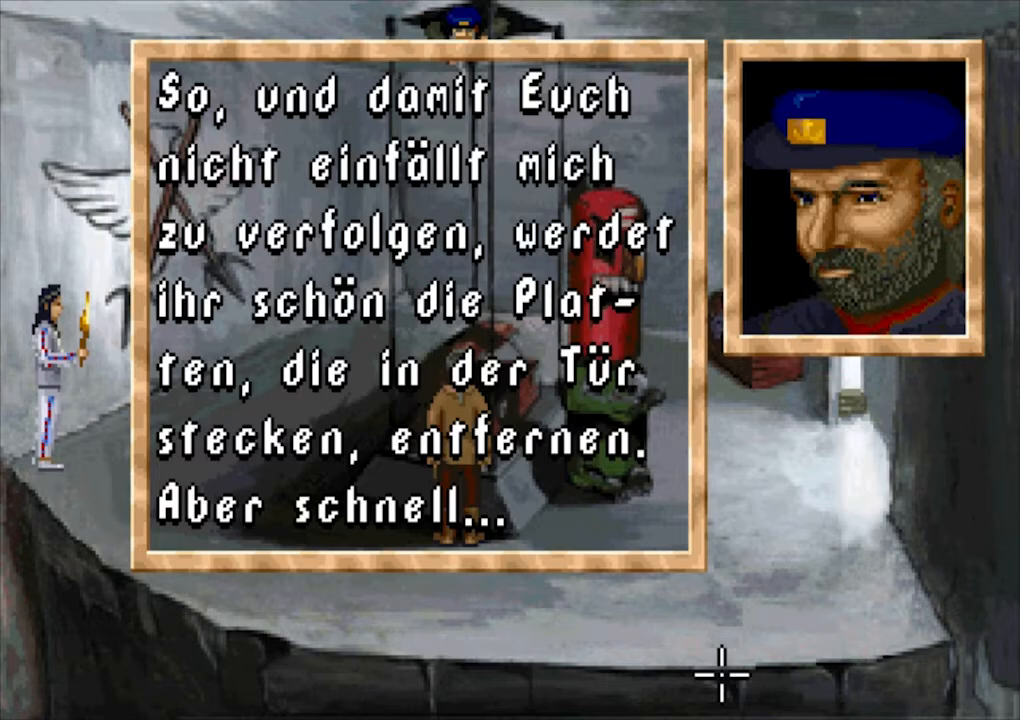 So, und damit Euch
nicht einfällt mich
zu verfolgen, werdet
ihr schön die Plat-
ten, die in der Tür
stecken, entfernen.
Aber schnell...